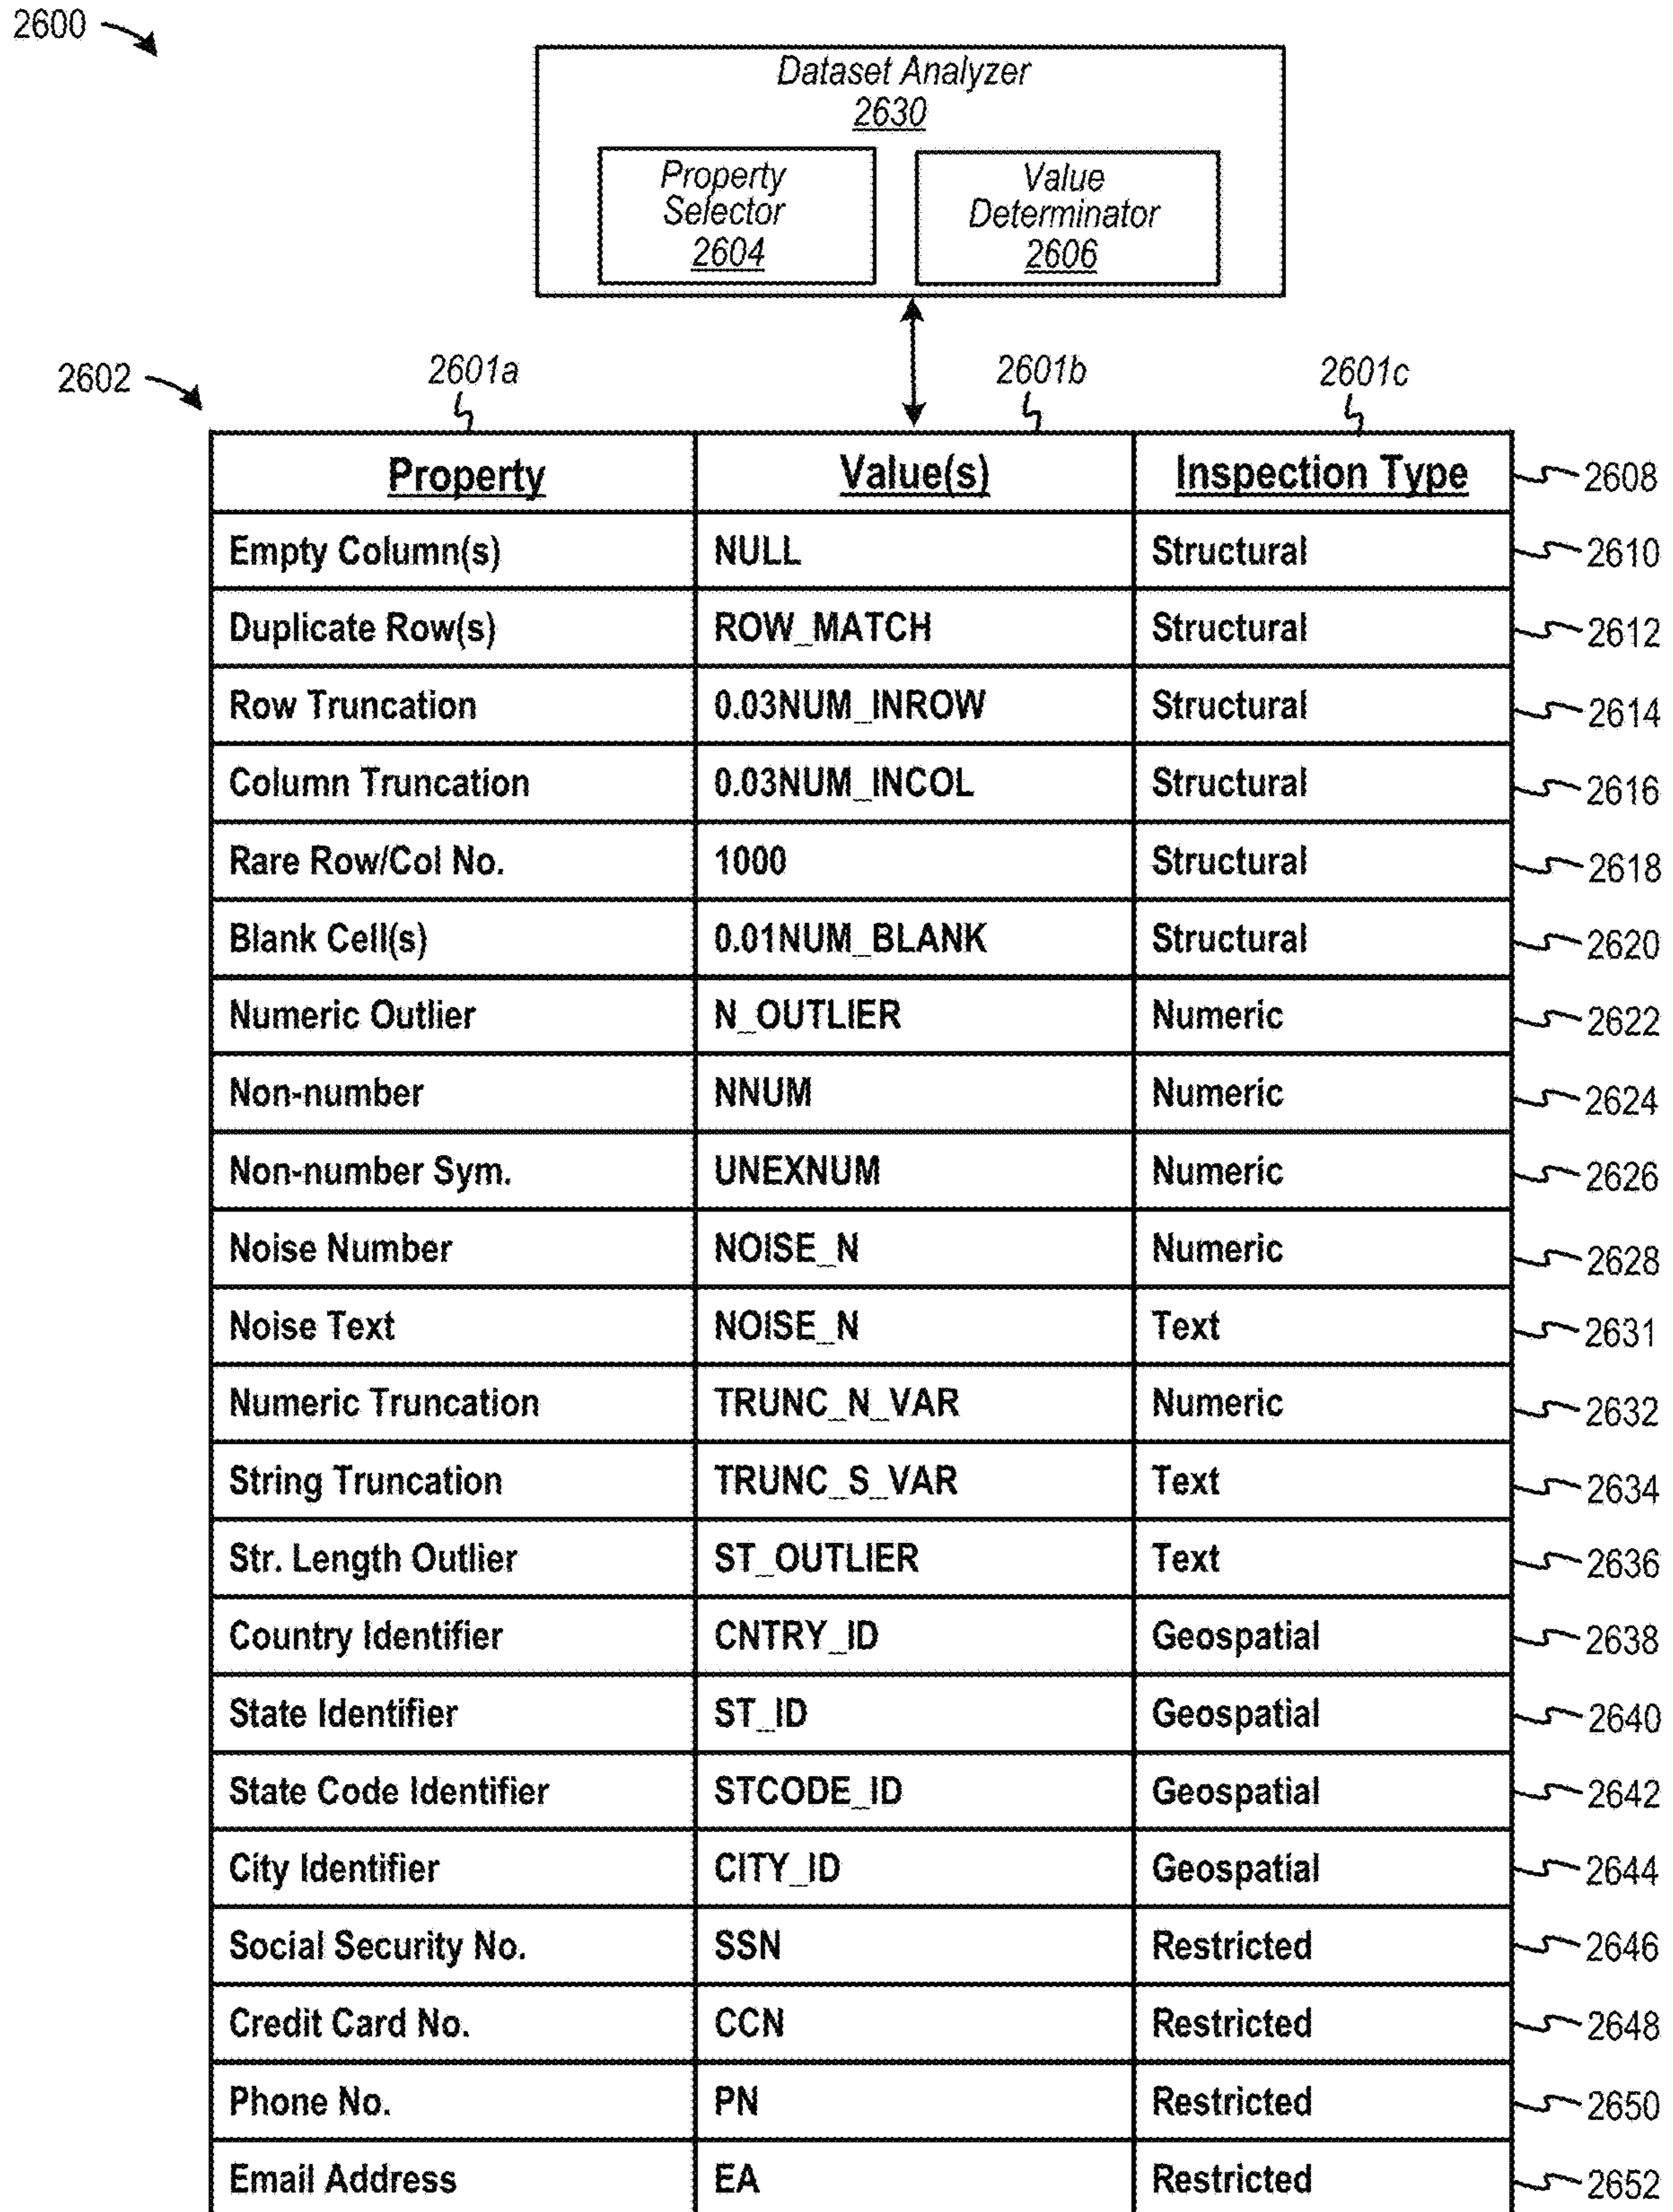 2600
Dataset Analyzer
2630
Property
Selector
2604
Value
Determinator
2606
2602
2601a
2601b
2601c
Property Value(s) Inspection Type 2608
Empty Column(s) NULL Structural 2610
Duplicate Row(s) ROW_MATCH Structural 2612
Row Truncation 0.03NUM_INROW Structural 2614
Column Truncation 0.03NUM_INCOL Structural 2616
Rare Row/Col No. 1000 Structural 2618
Blank Cell(s) 0.01NUM_BLANK Structural 2620
Numeric Outlier N_OUTLIER Numeric 2622
Non-number NNUM Numeric 2624
Non-number Sym. UNEXNUM Numeric 2626
Noise Number NOISE_N Numeric 2628
Noise Text NOISE_N Text 2631
Numeric Truncation TRUNC_N_VAR Numeric 2632
String Truncation TRUNC_S_VAR Text 2634
Str. Length Outlier ST_OUTLIER Text 2636
Country Identifier CNTRY_ID Geospatial 2638
State Identifier ST_ID Geospatial 2640
State Code Identifier STCODE_ID Geospatial 2642
City Identifier CITY_ID Geospatial 2644
Social Security No. SSN Restricted 2646
Credit Card No. CCN Restricted 2648
Phone No. PN Restricted 2650
Email Address EA Restricted 2652